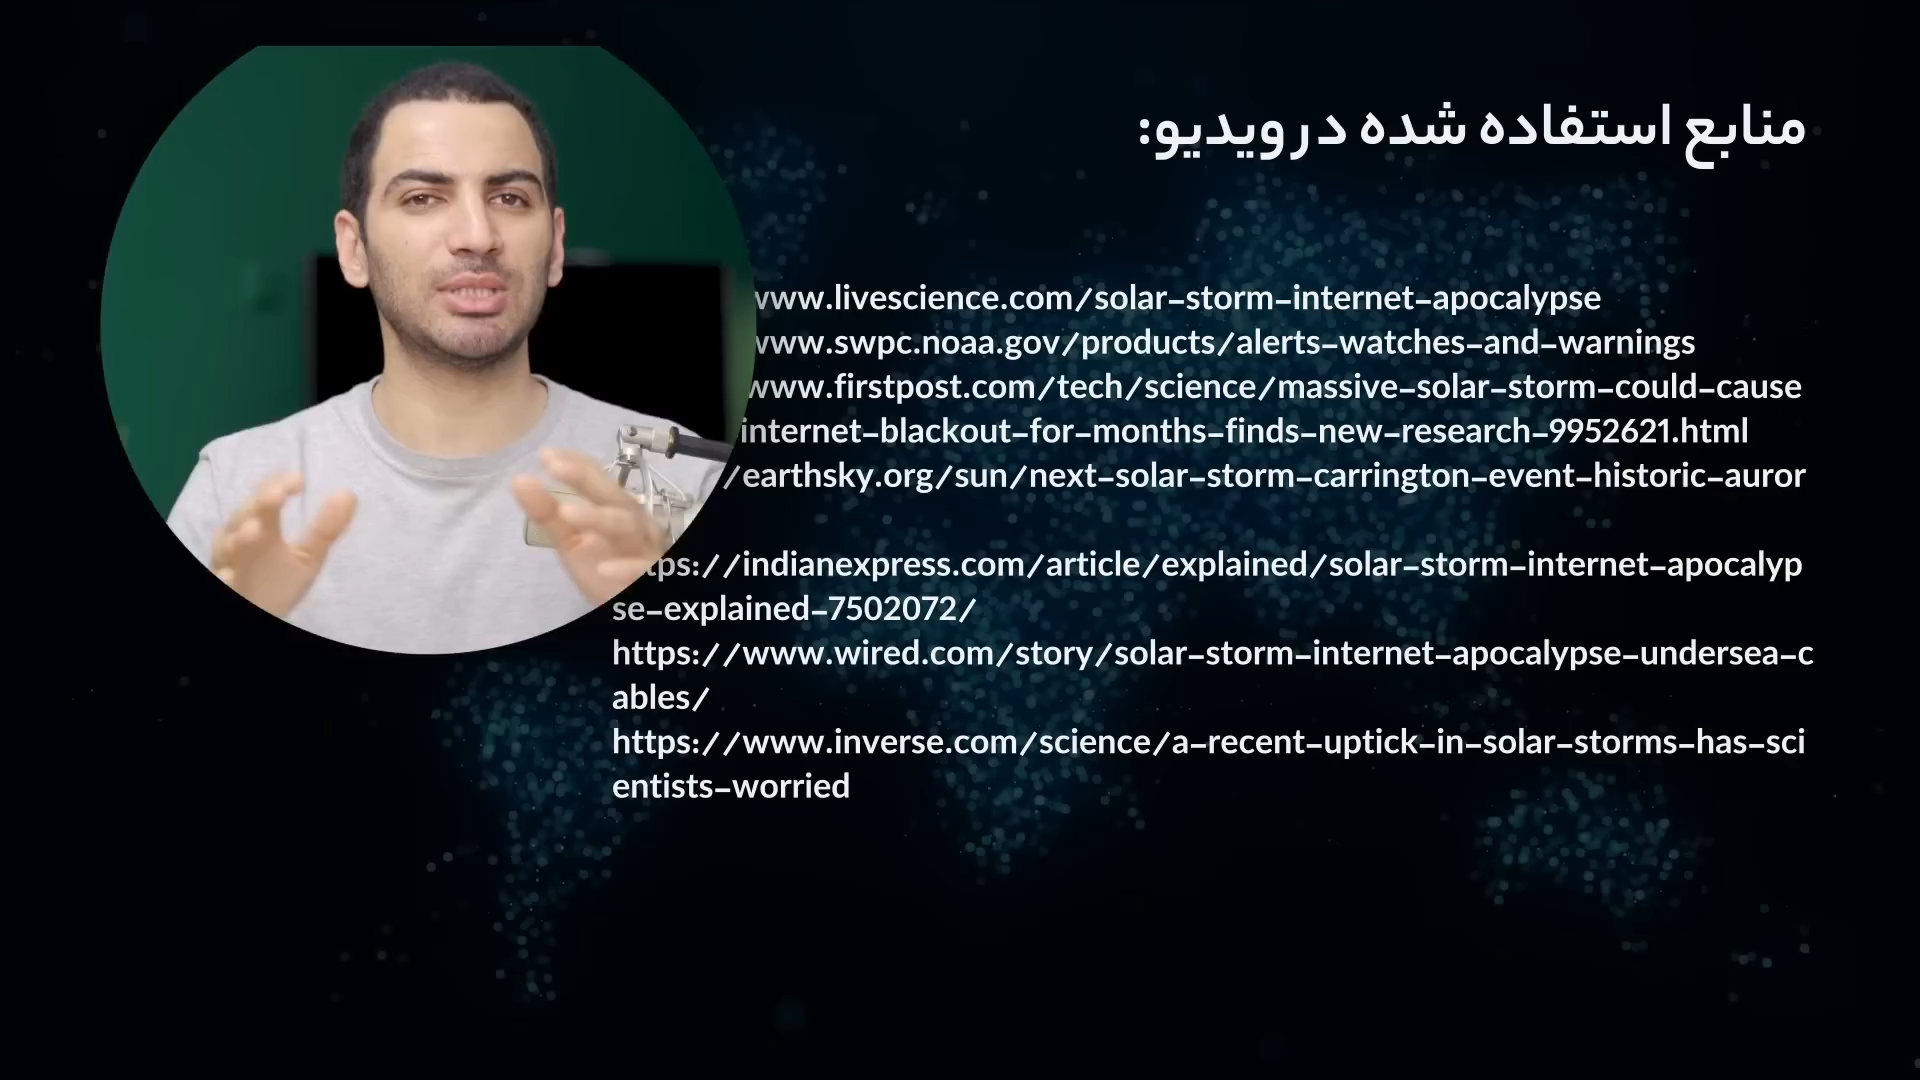 منابع استفاده شده در ویدیو:
www.livescience.com/solar-storm-internet-apocalypse
www.swpc.noaa.gov/products/alerts-watches-and-warnings
www.firstpost.com/tech/science/massive-solar-storm-could-cause
internet-blackout-for-months-finds-new-research-9952621.html
/earthsky.org/sun/next-solar-storm-carrington-event-historic-auror
tps://indianexpress.com/article/explained/solar-storm-internet-apocalyp
se-explained-7502072/
https://www.wired.com/story/solar-storm-internet-apocalypse-undersea-c
ables/
https://www.inverse.com/science/a-recent-uptick-in-solar-storms-has-sci
entists-worried